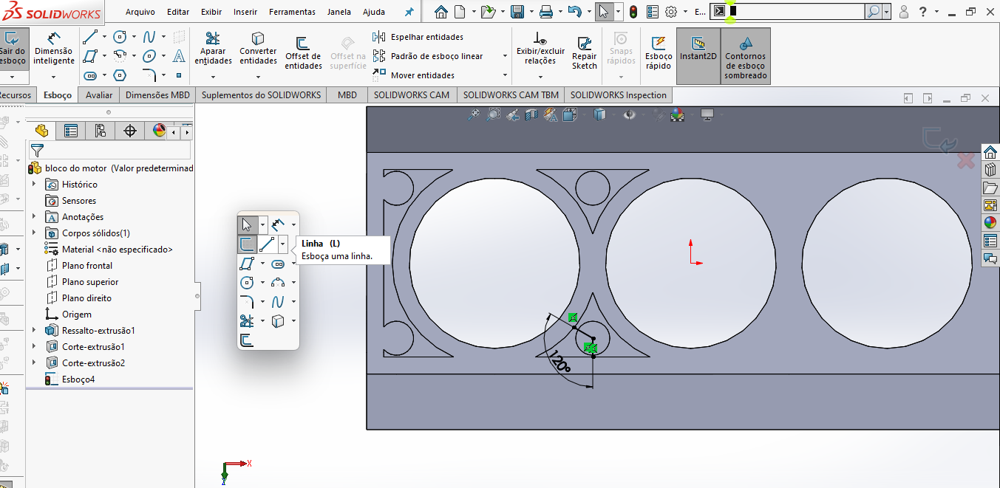 SOLIDWORKS
Arquivo Editar Exibir Inserir Ferramentas Janela Ajuda
E...
?
Sair do esboço
Dimensão inteligente
Aparar entidades
Converter entidades
Offset de entidades
Offset na superfície
Espelhar entidades
Padrão de esboço linear
Mover entidades
Exibir/excluir relações
Repair Sketch
Snaps rápidos
Esboço rápido
Instant2D
Contornos de esboço sombreado
Recursos Esboço Avaliar Dimensões MBD Suplementos do SOLIDWORKS MBD SOLIDWORKS CAM SOLIDWORKS CAM TBM SOLIDWORKS Inspection
bloco do motor (Valor predeterminad
Histórico
Sensores
Anotações
Corpos sólidos(1)
Material <não especificado>
Plano frontal
Plano superior
Plano direito
Origem
Ressalto-extrusão1
Corte-extrusão1
Corte-extrusão2
Esboço4
Linha (L)
Esboça uma linha.
120°
X
Z